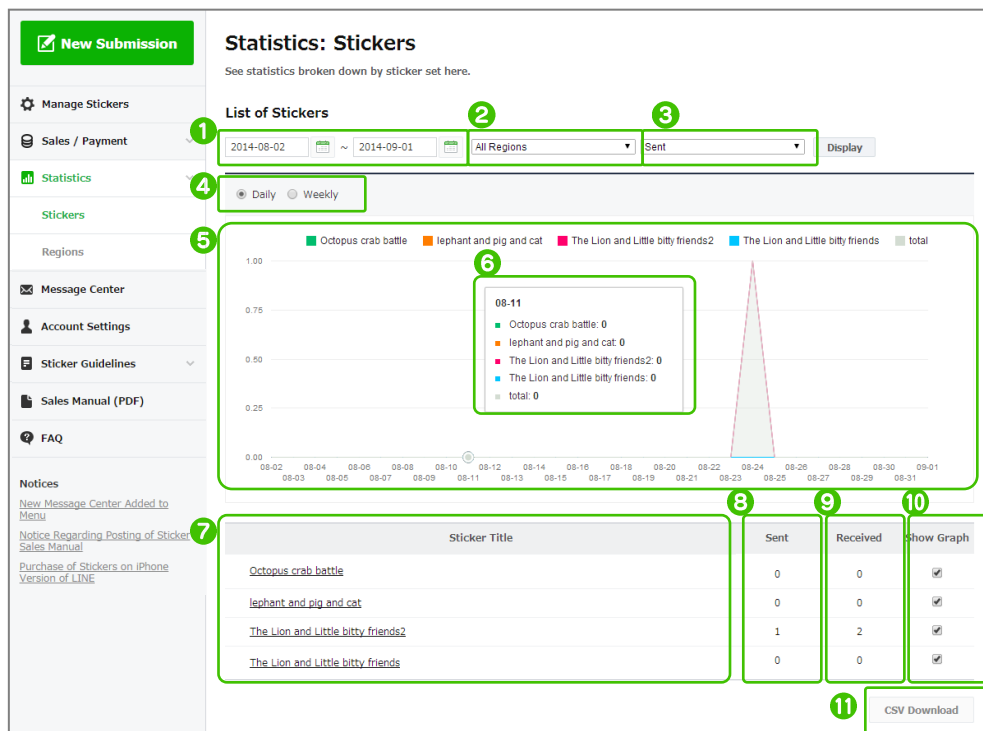 New Submission
Manage Stickers
Sales / Payment
Statistics
Stickers
Regions
Message Center
Account Settings
Sticker Guidelines
Sales Manual (PDF)
FAQ
Notices
New Message Center Added to
Menu
Notice Regarding Posting of Sticker
Sales Manual
Purchase of Stickers on iPhone
Version of LINE
Statistics: Stickers
See statistics broken down by sticker set here.
List of Stickers
1 2 3
2014-08-02 ~ 2014-09-01 All Regions Sent Display
4
Daily Weekly
5
Octopus crab battle lephant and pig and cat The Lion and Little bitty friends2 The Lion and Little bitty friends total
1.00
0.75
0.50
0.25
0.00
6
08-11
Octopus crab battle: 0
lephant and pig and cat: 0
The Lion and Little bitty friends2: 0
The Lion and Little bitty friends: 0
total: 0
08-02 08-04 08-06 08-08 08-10 08-12 08-14 08-16 08-18 08-20 08-22 08-24 08-26 08-28 08-30 09-01
08-03 08-05 08-07 08-09 08-11 08-13 08-15 08-17 08-19 08-21 08-23 08-25 08-27 08-29 08-31
7 8 9 10
Sticker Title Sent Received Show Graph
Octopus crab battle 0 0
lephant and pig and cat 0 0
The Lion and Little bitty friends2 1 2
The Lion and Little bitty friends 0 0
11
CSV Download